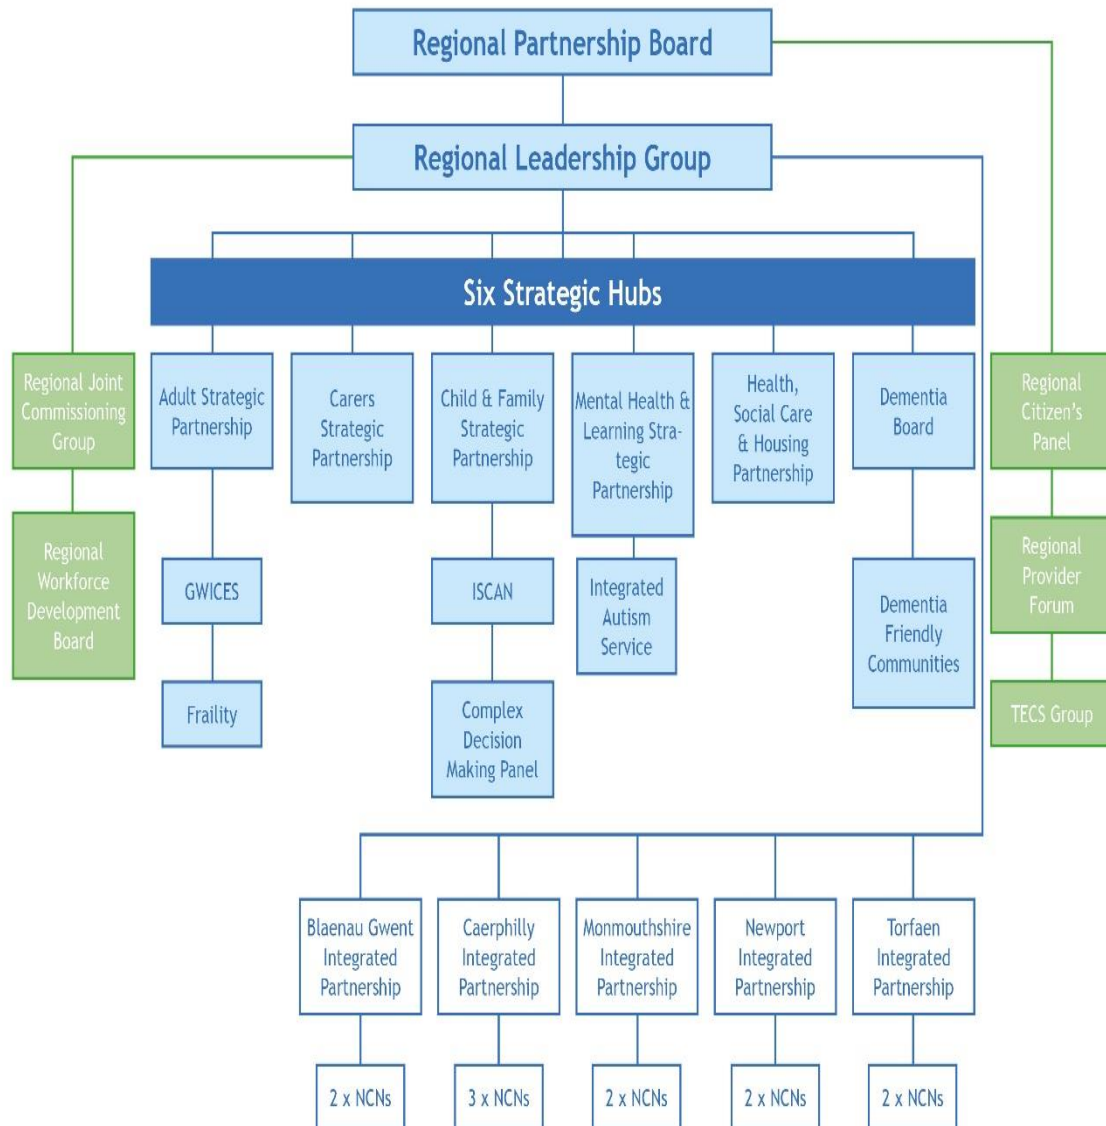 Regional Partnership Board
Regional Leadership Group
Six Strategic Hubs
Regional Joint
Commissioning
Group
Adult Strategic
Partnership
Carers
Strategic
Partnership
Child & Family
Strategic
Partnership
Mental Health &
Learning Stra-
tegic
Partnership
Health,
Social Care
& Housing
Partnership
Dementia
Board
Regional
Citizen's
Panel
Regional
Workforce
Development
Board
GWICES
ISCAN
Integrated
Autism
Service
Dementia
Friendly
Communities
Regional
Provider
Forum
Fraility
Complex
Decision
Making Panel
TECS Group
Blaenau Gwent
Integrated
Partnership
Caerphilly
Integrated
Partnership
Monmouthshire
Integrated
Partnership
Newport
Integrated
Partnership
Torfaen
Integrated
Partnership
2 x NCNs
3 x NCNs
2 x NCNs
2 x NCNs
2 x NCNs